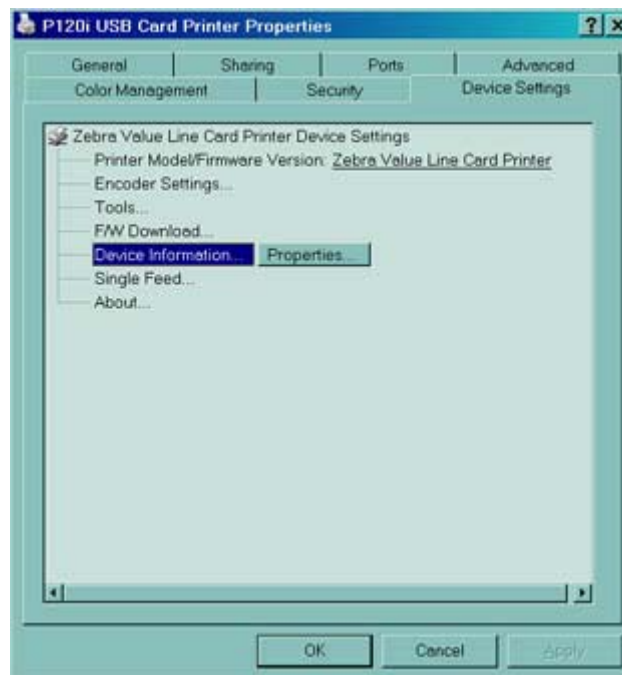 P120i USB Card Printer Properties
General Sharing Ports Advanced
Color Management Security Device Settings
Zebra Value Line Card Printer Device Settings
Printer Model/Firmware Version: Zebra Value Line Card Printer
Encoder Settings...
Tools...
F/W Download...
Device Information... Properties...
Single Feed...
About...
OK Cancel Apply